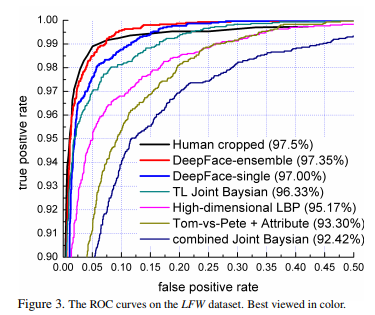 1.00
0.99
0.98
0.97
0.96
0.95
0.94
0.93
0.92
0.91
0.90
true positive rate
Human cropped (97.5%)
DeepFace-ensemble (97.35%)
DeepFace-single (97.00%)
TL Joint Baysian (96.33%)
High-dimensional LBP (95.17%)
Tom-vs-Pete + Attribute (93.30%)
combined Joint Baysian (92.42%)
0.00 0.05 0.10 0.15 0.20 0.25 0.30 0.35 0.40 0.45 0.50
false positive rate
Figure 3. The ROC curves on the LFW dataset. Best viewed in color.